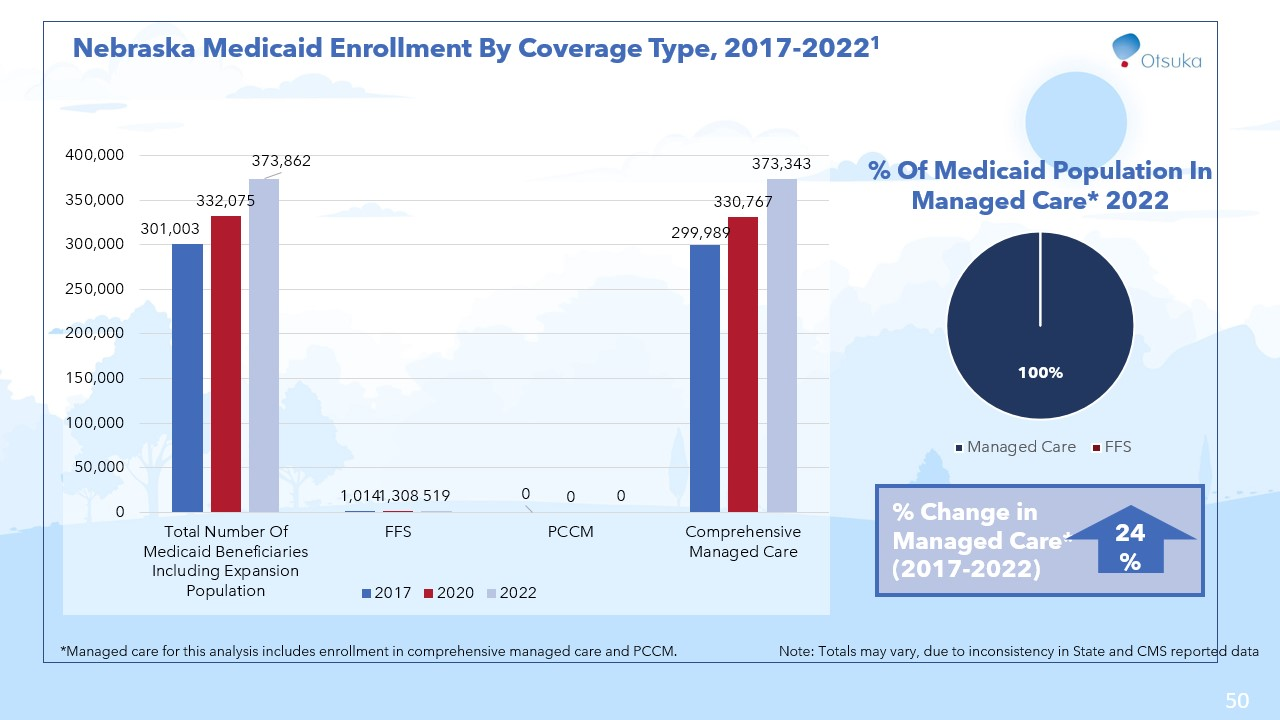 Nebraska Medicaid Enrollment By Coverage Type, 2017-2022¹
Otsuka
400,000
350,000
300,000
250,000
200,000
150,000
100,000
50,000
0
301,003
332,075
373,862
1,014
1,308
519
0
0
0
299,989
330,767
373,343
Total Number Of
Medicaid Beneficiaries
Including Expansion
Population
FFS
PCCM
Comprehensive
Managed Care
2017 2020 2022
% Of Medicaid Population In
Managed Care* 2022
100%
Managed Care FFS
% Change in
Managed Care*
(2017-2022)
24
%
*Managed care for this analysis includes enrollment in comprehensive managed care and PCCM.
Note: Totals may vary, due to inconsistency in State and CMS reported data
50